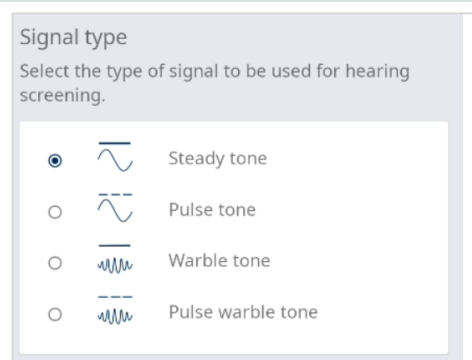 Signal type
Select the type of signal to be used for hearing
screening.
Steady tone
Pulse tone
Warble tone
Pulse warble tone